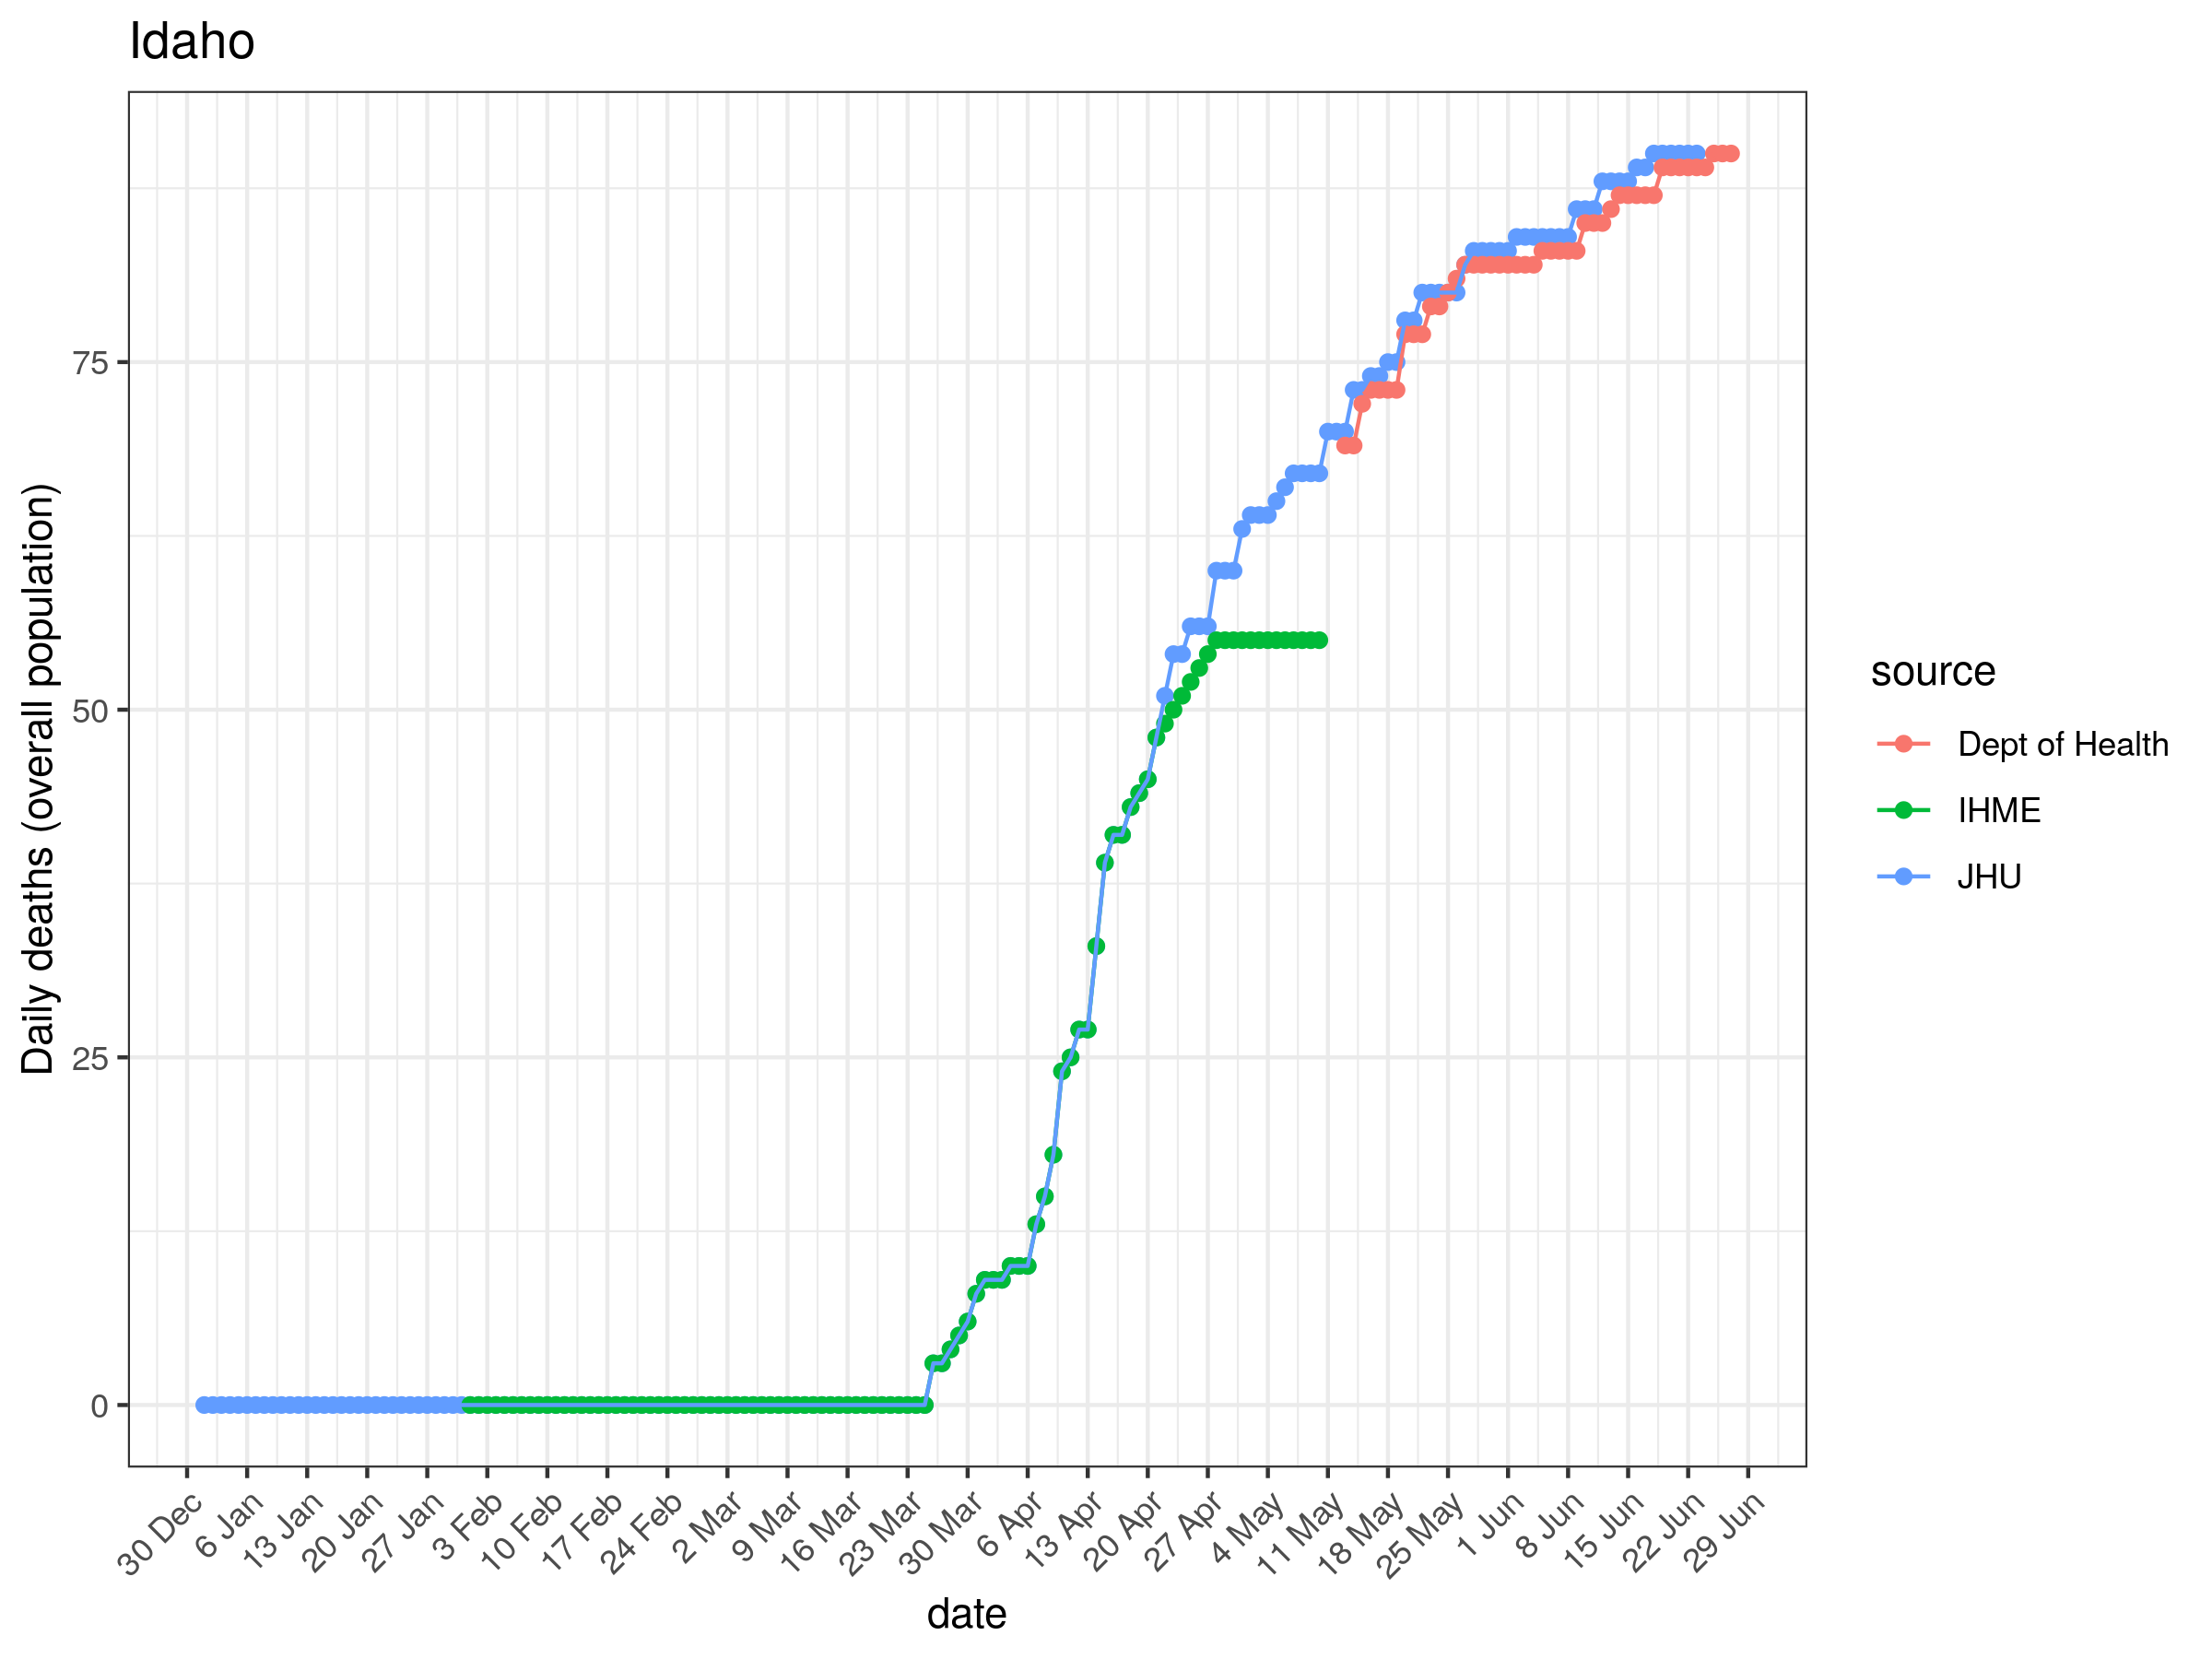 Idaho
Daily deaths (overall population)
75
50
25
0
30 Dec
6 Jan
13 Jan
20 Jan
27 Jan
3 Feb
10 Feb
17 Feb
24 Feb
2 Mar
9 Mar
16 Mar
23 Mar
30 Mar
6 Apr
13 Apr
20 Apr
27 Apr
4 May
11 May
18 May
25 May
1 Jun
8 Jun
15 Jun
22 Jun
29 Jun
date
source
Dept of Health
IHME
JHU